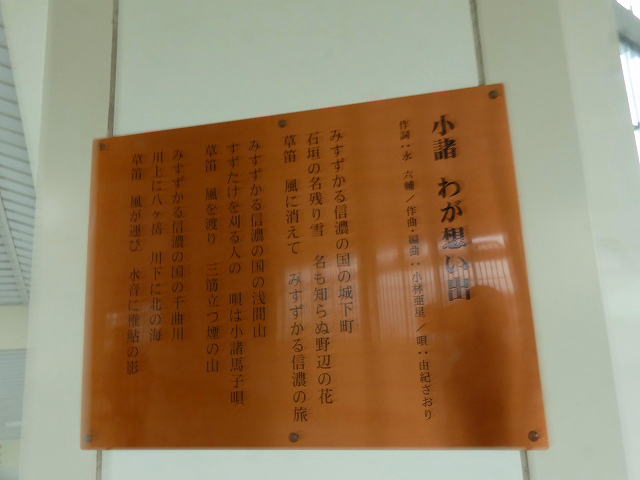 小諸 わが想い出
作詞：永 六輔／作曲・編曲：小林亜星／唄：由紀さおり
みすずかる信濃の国の城下町
石垣の名残り雪 名も知らぬ野辺の花
草笛 風に消えて みすずかる信濃の旅
みすずかる信濃の国の浅間山
すずたけを刈る人の 唄は小諸馬子唄
草笛 風を渡り 三筋立つ煙の山
みすずかる信濃の国の千曲川
川上に八ヶ岳 川下に北の海
草笛 風が運び 水音に推鮎の影